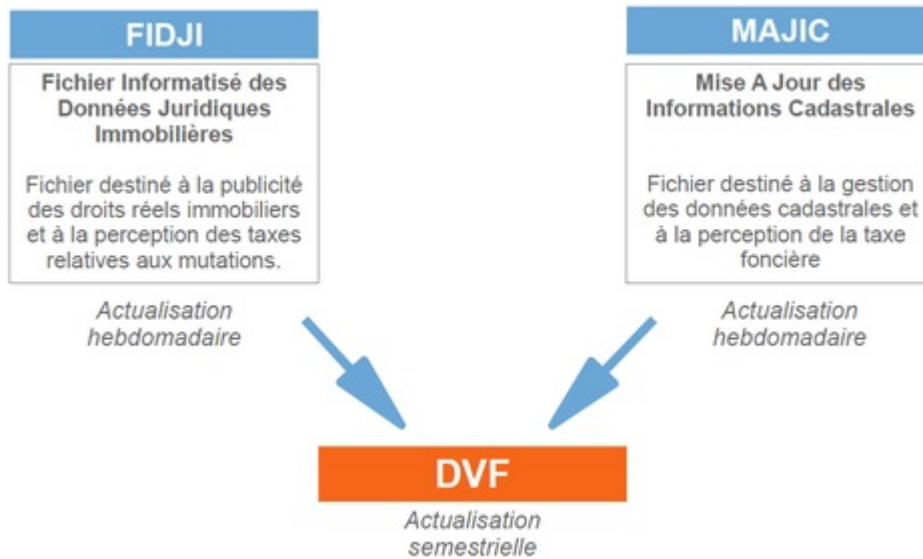 FIDJI
Fichier Informatisé des
Données Juridiques
Immobilières
Fichier destiné à la publicité
des droits réels immobiliers
et à la perception des taxes
relatives aux mutations.
Actualisation
hebdomadaire
MAJIC
Mise A Jour des
Informations Cadastrales
Fichier destiné à la gestion
des données cadastrales et
à la perception de la taxe
foncière
Actualisation
hebdomadaire
DVF
Actualisation
semestrielle